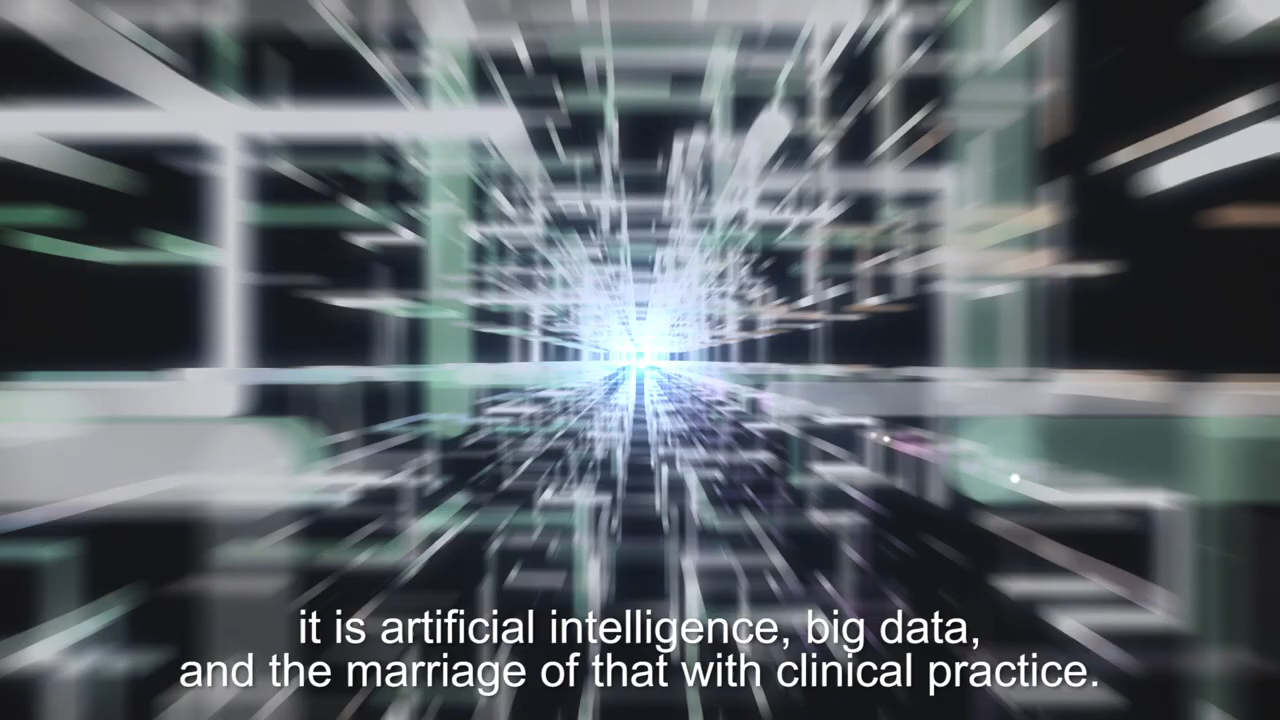 it is artificial intelligence, big data,
and the marriage of that with clinical practice.